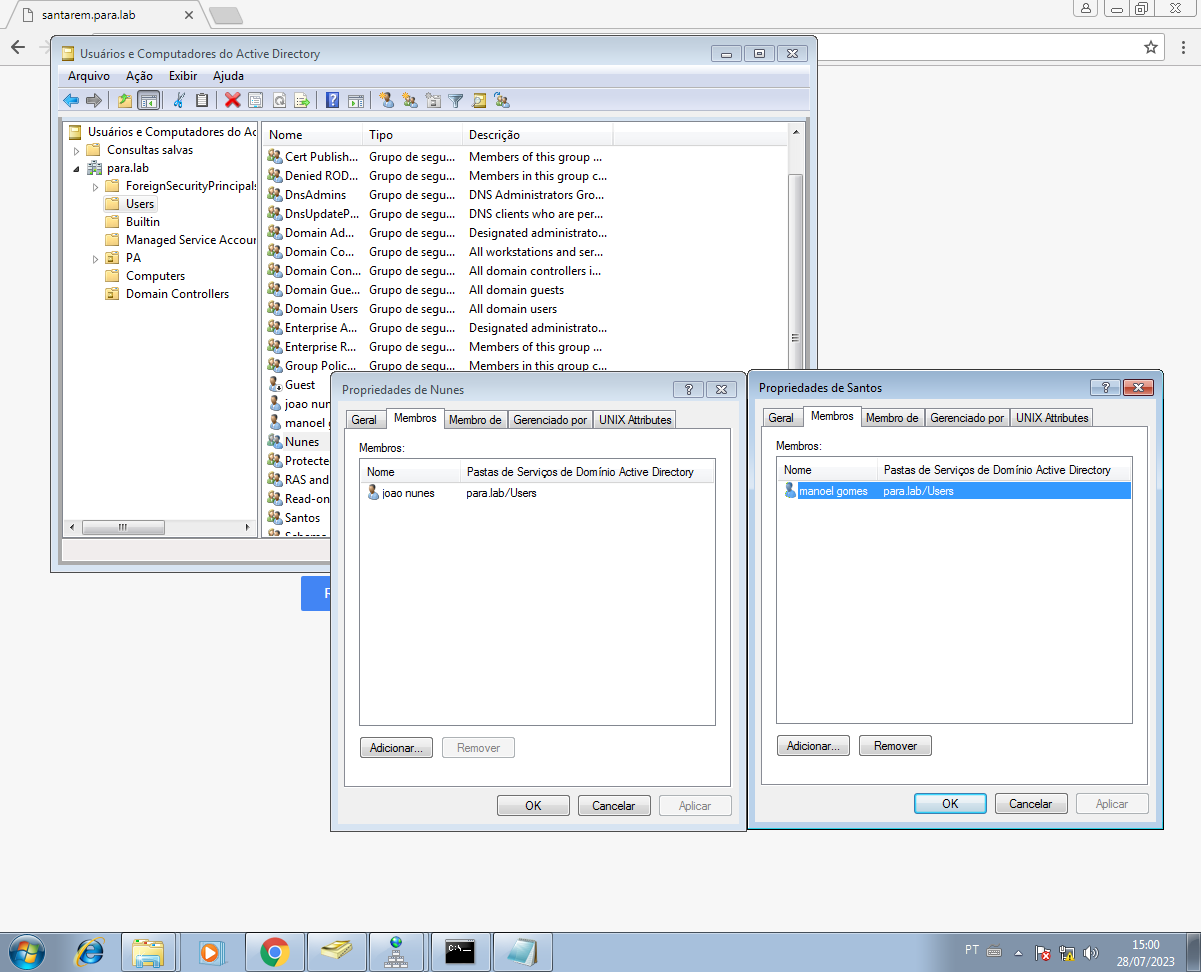 santarem.para.lab
Usuários e Computadores do Active Directory
Arquivo Ação Exibir Ajuda
Usuários e Computadores do Ac
Consultas salvas
para.lab
ForeignSecurityPrincipals
Users
Builtin
Managed Service Accour
PA
Computers
Domain Controllers
Nome Tipo Descrição
Cert Publish... Grupo de segu... Members of this group ...
Denied ROD... Grupo de segu... Members in this group c...
DnsAdmins Grupo de segu... DNS Administrators Gro...
DnsUpdateP... Grupo de segu... DNS clients who are per...
Domain Ad... Grupo de segu... Designated administrato...
Domain Co... Grupo de segu... All workstations and ser...
Domain Con... Grupo de segu... All domain controllers i...
Domain Gue... Grupo de segu... All domain guests
Domain Users Grupo de segu... All domain users
Enterprise A... Grupo de segu... Designated administrato...
Enterprise R... Grupo de segu... Members of this group ...
Group Polic... Grupo de segu... Members in this group c...
Guest
joao nun
manoel g
Nunes
Protecte
RAS and
Read-on
Santos
Propriedades de Nunes
Geral Membros Membro de Gerenciado por UNIX Attributes
Membros:
Nome Pastas de Serviços de Domínio Active Directory
joao nunes para.lab/Users
Adicionar... Remover
OK Cancelar Aplicar
Propriedades de Santos
Geral Membros Membro de Gerenciado por UNIX Attributes
Membros:
Nome Pastas de Serviços de Domínio Active Directory
manoel gomes para.lab/Users
Adicionar... Remover
OK Cancelar Aplicar
C:\_
PT
15:00
28/07/2023